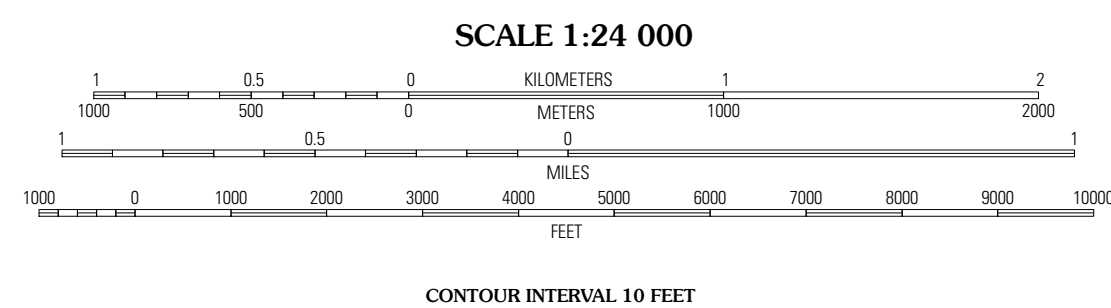 SCALE 1:24 000
1 0.5 0 KILOMETERS 1 2
1000 500 0 METERS 1000 2000
1 0.5 0 1
MILES
1000 0 1000 2000 3000 4000 5000 6000 7000 8000 9000 10000
FEET
CONTOUR INTERVAL 10 FEET